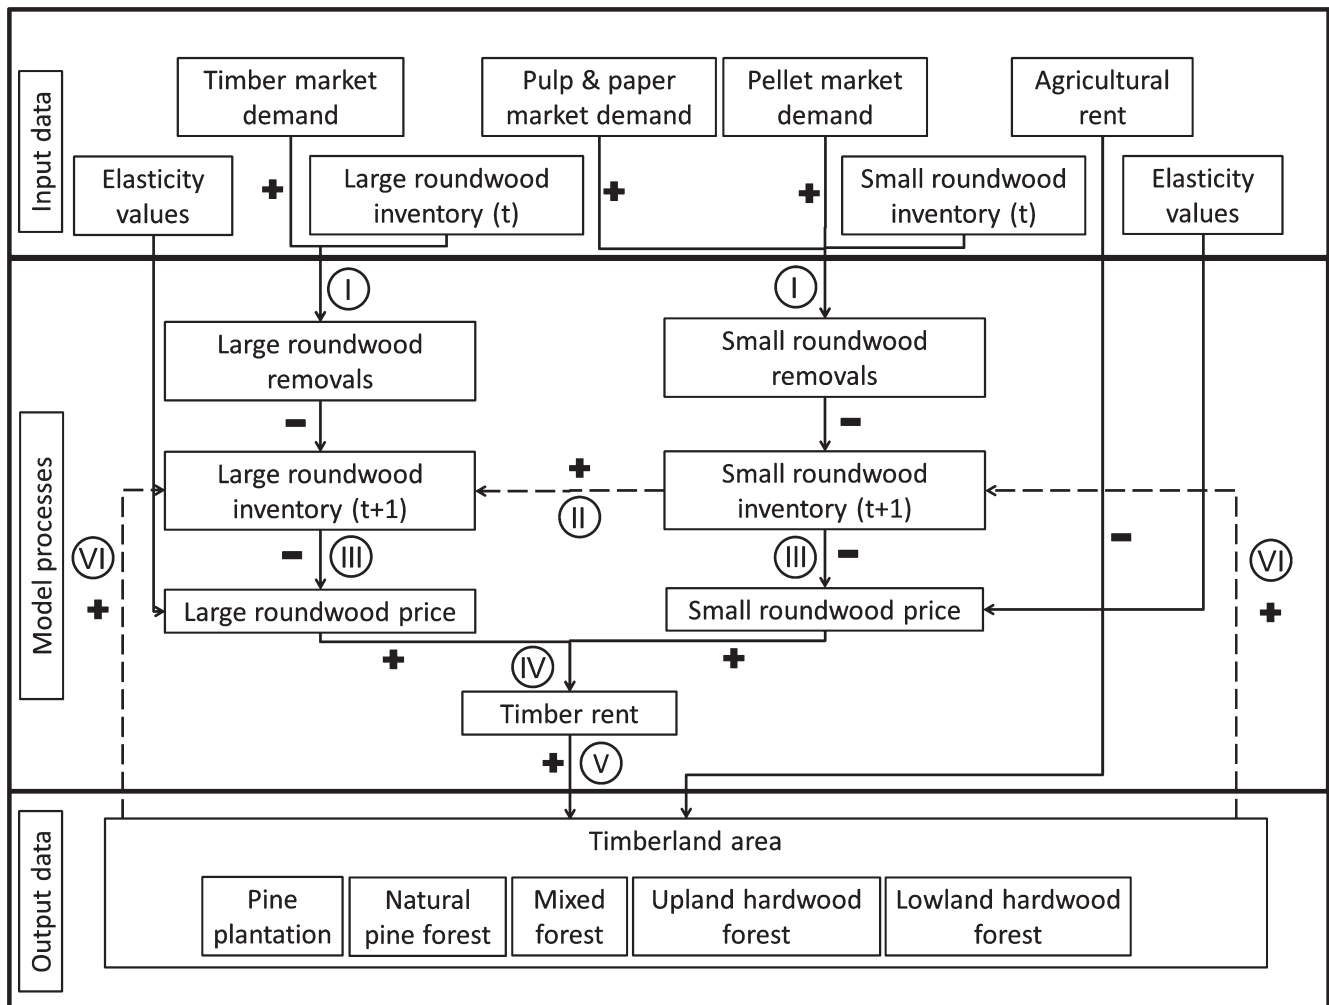 Input data
Timber market
demand
Pulp & paper
market demand
Pellet market
demand
Agricultural
rent
Elasticity
values
+
Large roundwood
inventory (t)
+
+
Small roundwood
inventory (t)
Elasticity
values
Model processes
I
I
Large roundwood
removals
Small roundwood
removals
-
-
Large roundwood
inventory (t+1)
+
II
Small roundwood
inventory (t+1)
-
VI
+
-
III
III
-
VI
+
Large roundwood price
Small roundwood price
+
IV
+
Timber rent
+
V
Output data
Timberland area
Pine
plantation
Natural
pine forest
Mixed
forest
Upland hardwood
forest
Lowland hardwood
forest